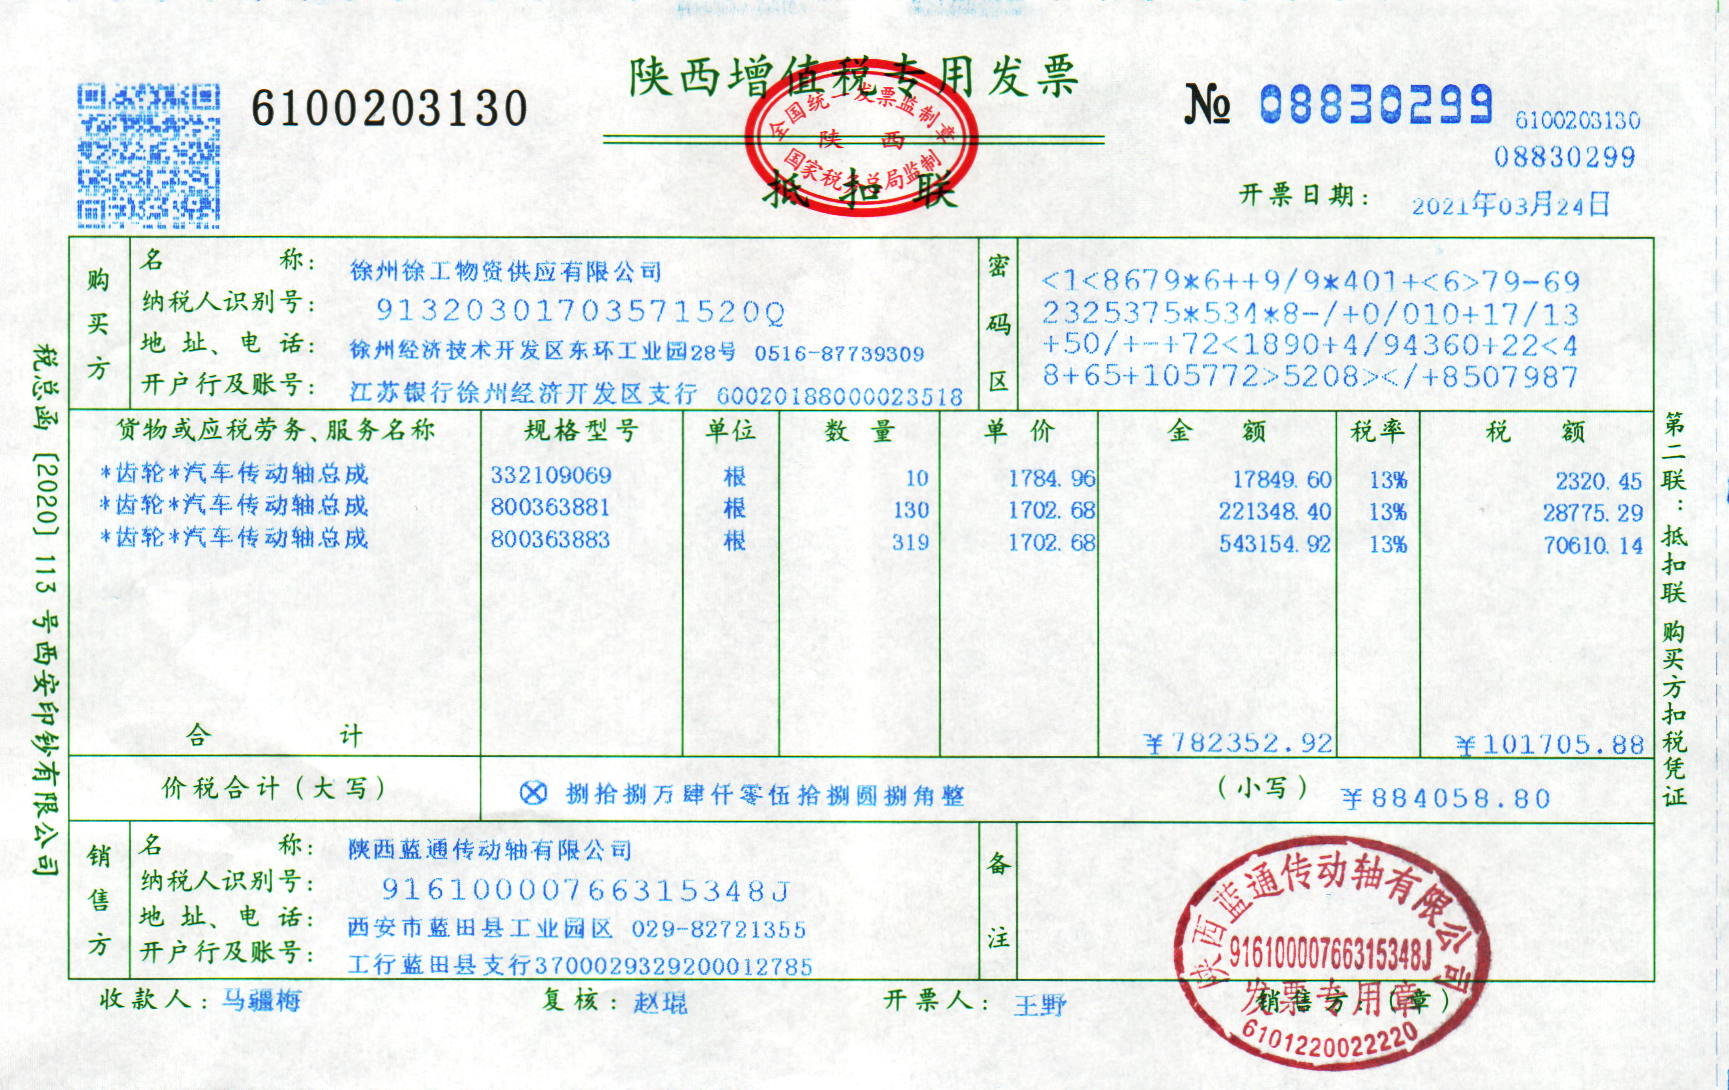 陕西增值税专用发票
全国统一发票监制章
陕 西
国家税务总局监制
抵 扣 联
6100203130
№ 08830299 6100203130
08830299
开票日期: 2021年03月24日
购买方
名 称: 徐州徐工物资供应有限公司
纳税人识别号: 91320301703571520Q
地 址、电 话: 徐州经济技术开发区东环工业园28号 0516-87739309
开户行及账号: 江苏银行徐州经济开发区支行 60020188000023518
密码区
<1<8679*6++9/9*401+<6>79-69
2325375*534*8-/+0/010+17/13
+50/+-+72<1890+4/94360+22<4
8+65+105772>5208></+8507987
货物或应税劳务、服务名称 规格型号 单位 数 量 单 价 金 额 税率 税 额
*齿轮*汽车传动轴总成 332109069 根 10 1784.96 17849.60 13% 2320.45
*齿轮*汽车传动轴总成 800363881 根 130 1702.68 221348.40 13% 28775.29
*齿轮*汽车传动轴总成 800363883 根 319 1702.68 543154.92 13% 70610.14
合 计 ¥782352.92 ¥101705.88
价税合计(大写) ⊗ 捌拾捌万肆仟零伍拾捌圆捌角整 (小写) ¥884058.80
销售方
名 称: 陕西蓝通传动轴有限公司
纳税人识别号: 91610000766315348J
地 址、电 话: 西安市蓝田县工业园区 029-82721355
开户行及账号: 工行蓝田县支行3700029329200012785
备注
收款人: 马疆梅 复核: 赵琨 开票人: 王野 销售方:(章)
陕西蓝通传动轴有限公司
91610000766315348J
发票专用章
6101220022220
税总函〔2020〕113号西安印钞有限公司
第二联:抵扣联 购买方扣税凭证